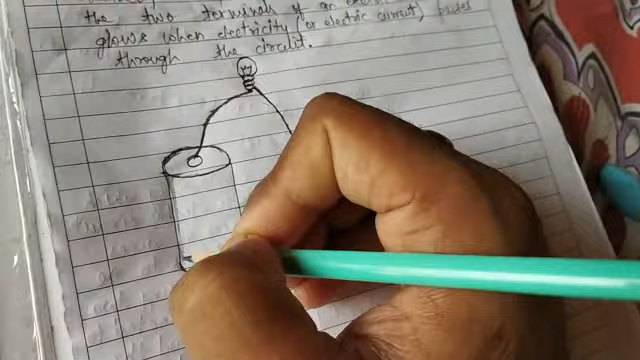 the two terminals of an
glows when electricity (or electric current) passes
through the circuit.